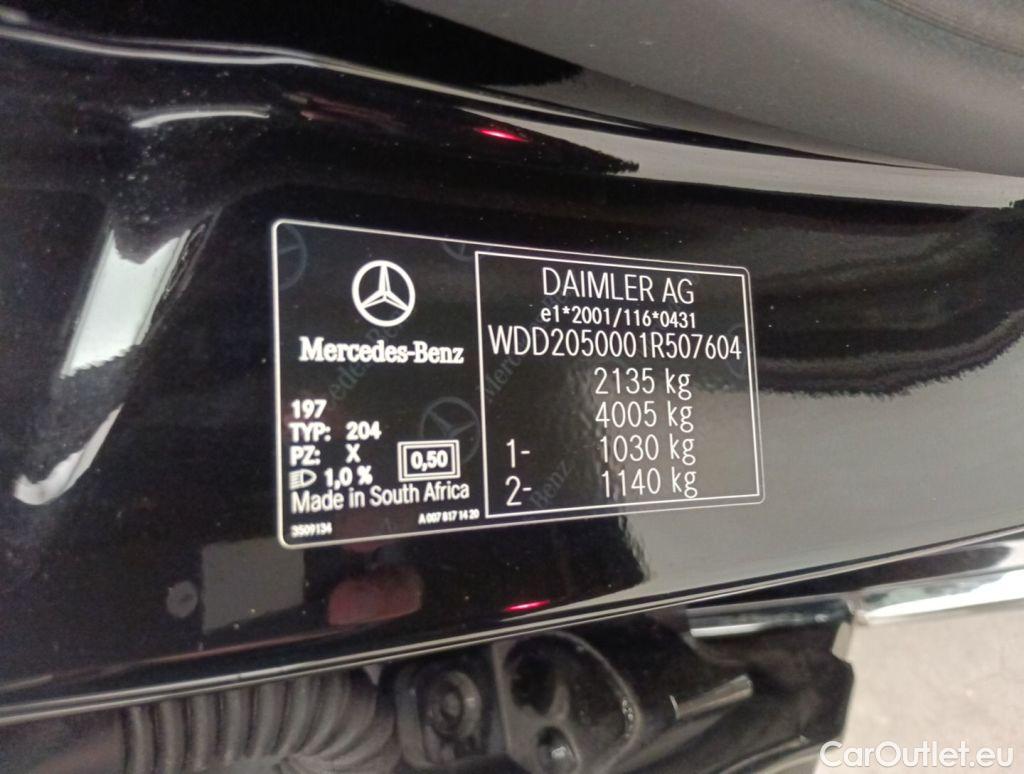 Mercedes-Benz
197
TYP: 204
PZ: X
1,0 %
0,50
Made in South Africa
3509134
A 007 817 14 20
DAIMLER AG
e1*2001/116*0431
WDD2050001R507604
2135 kg
4005 kg
1- 1030 kg
2- 1140 kg
CarOutlet.eu